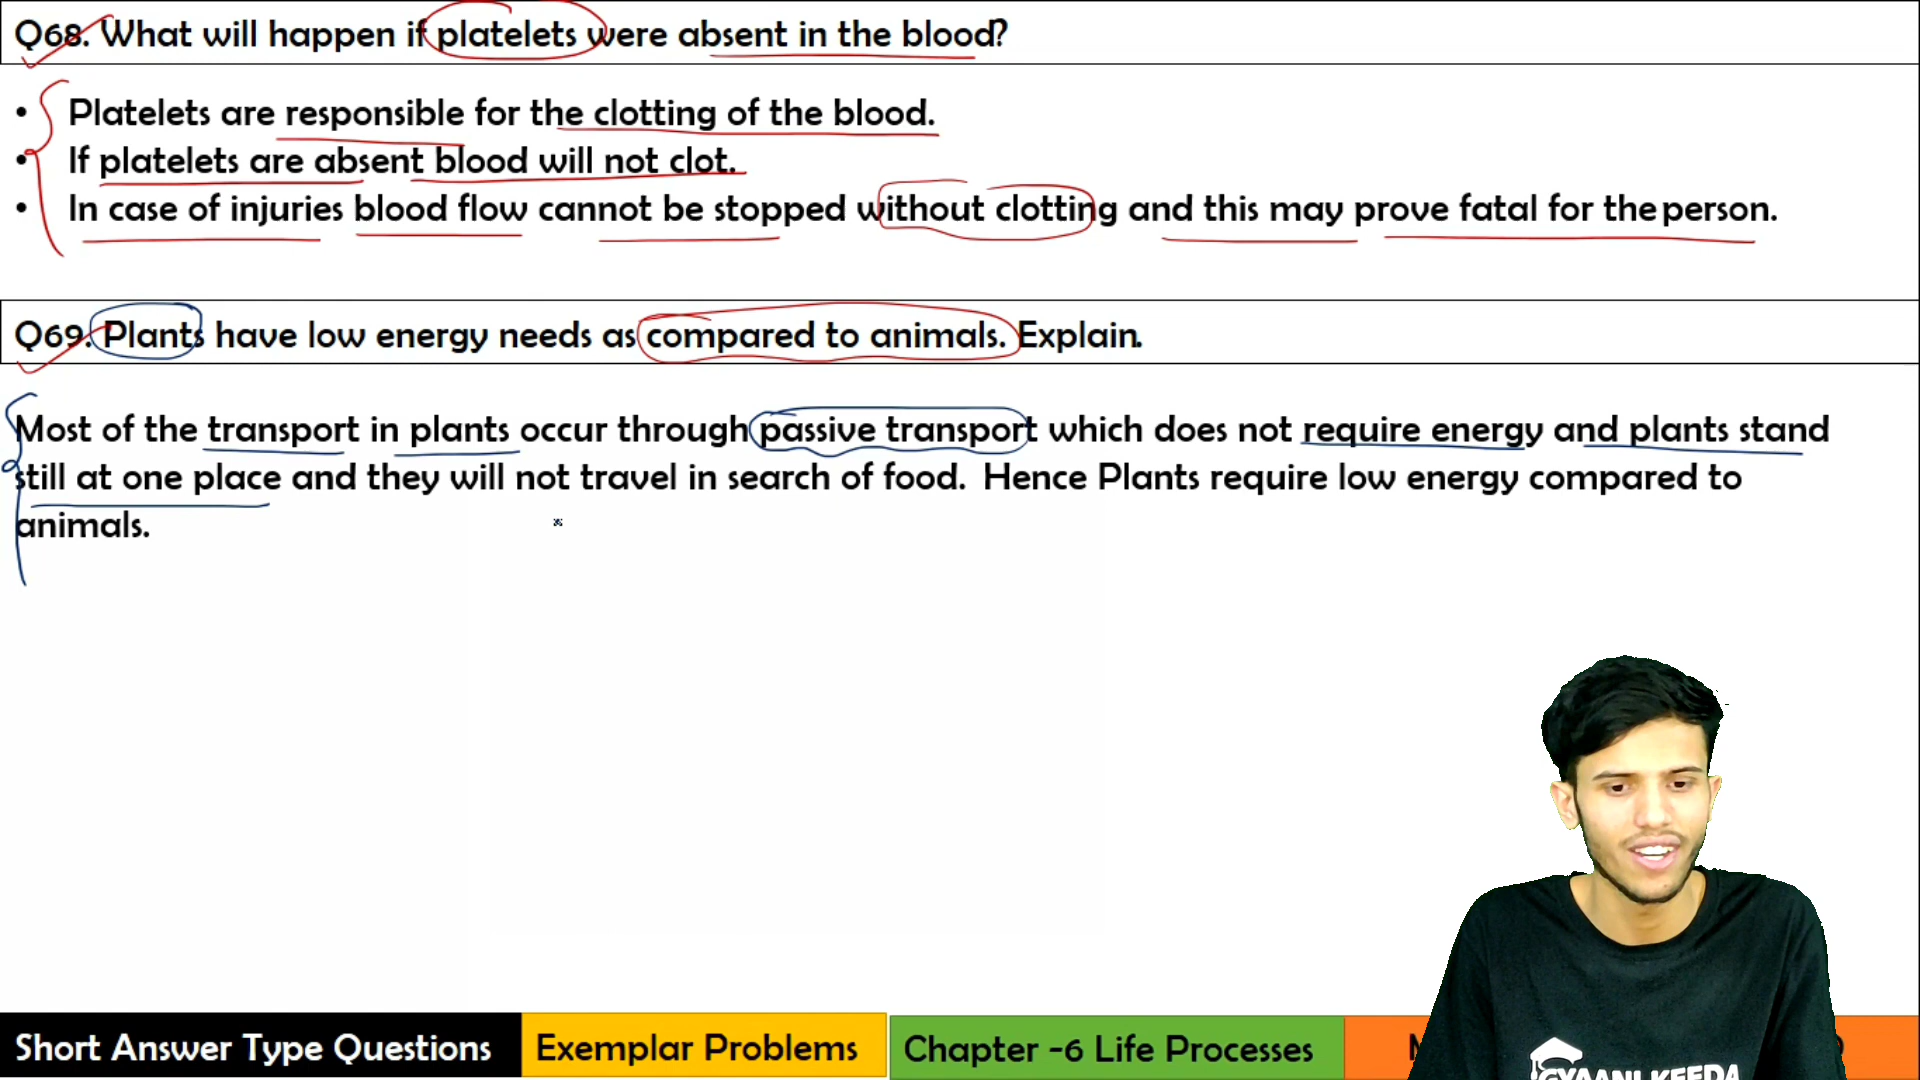 Q68. What will happen if platelets were absent in the blood?
• Platelets are responsible for the clotting of the blood.
• If platelets are absent blood will not clot.
• In case of injuries blood flow cannot be stopped without clotting and this may prove fatal for the person.
Q69. Plants have low energy needs as compared to animals. Explain.
Most of the transport in plants occur through passive transport which does not require energy and plants stand
still at one place and they will not travel in search of food. Hence Plants require low energy compared to
animals.
Short Answer Type Questions Exemplar Problems Chapter -6 Life Processes
GYAANI KEEDA